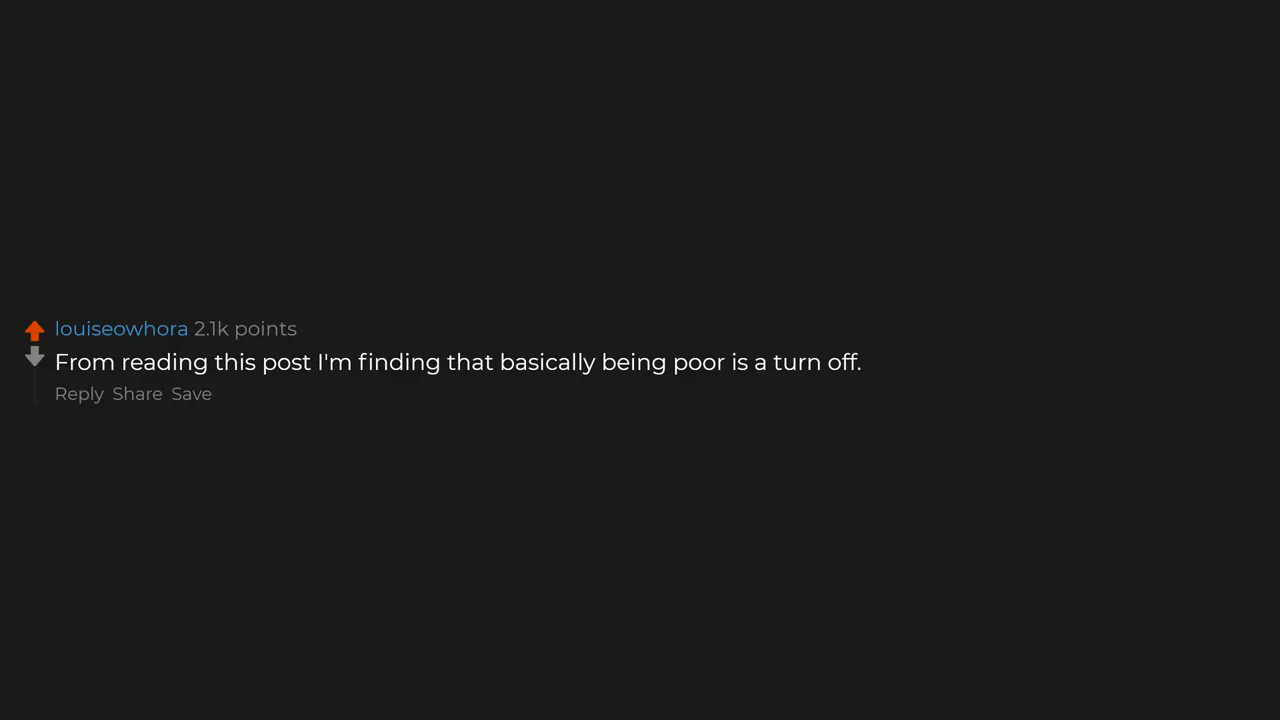 louiseowhora 2.1k points
From reading this post I'm finding that basically being poor is a turn off.
Reply Share Save